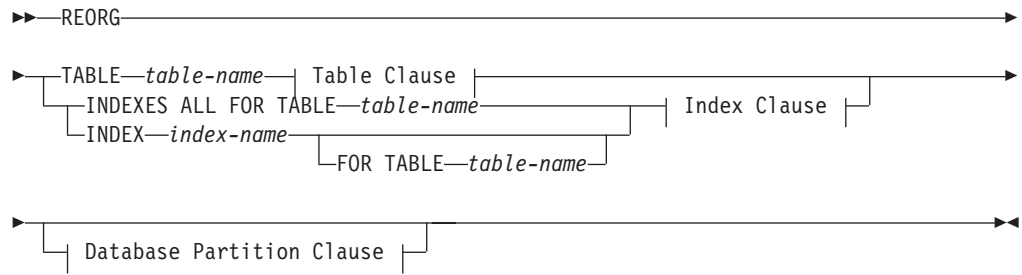 REORG
TABLE table-name Table Clause
INDEXES ALL FOR TABLE table-name Index Clause
INDEX index-name
FOR TABLE table-name
Database Partition Clause